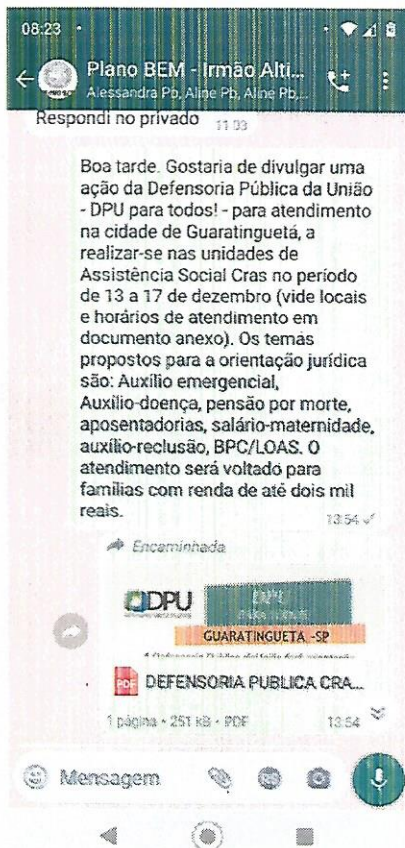 08:23
Plano BEM - Irmão Alti...
Alessandra Pb, Aline Pb, Aline Pb,...
Respondi no privado 11:03
Boa tarde. Gostaria de divulgar uma
ação da Defensoria Pública da União
- DPU para todos! - para atendimento
na cidade de Guaratinguetá, a
realizar-se nas unidades de
Assistência Social Cras no período
de 13 a 17 de dezembro (vide locais
e horários de atendimento em
documento anexo). Os temas
propostos para a orientação jurídica
são: Auxílio emergencial,
Auxílio-doença, pensão por morte,
aposentadorias, salário-maternidade,
auxílio-reclusão, BPC/LOAS. O
atendimento será voltado para
famílias com renda de até dois mil
reais.
13:54
Encaminhada
DPU
DPU
GUARATINGUETÁ -SP
PDF
DEFENSORIA PUBLICA CRA...
1 página • 251 kB • PDF 13:54
Mensagem